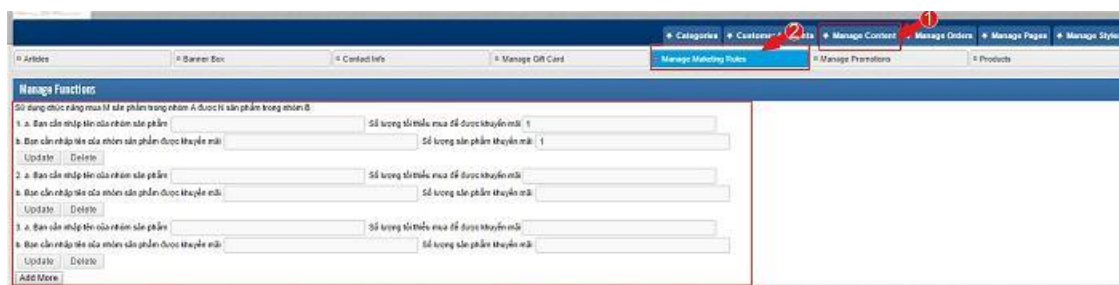 1
2
+ Categories + Customer + Manage Content Manage Orders + Manage Pages + Manage Styles
Articles Banner Box Contact Info Manage Gift Card Manage Maketing Rules Manage Promotions Products
Manage Functions
Sử dụng chức năng mua M sản phẩm trong nhóm A được N sản phẩm trong nhóm B
1. a. Bạn cần nhập tên của nhóm sản phẩm Số lượng tối thiểu mua để được khuyến mãi 1
b. Bạn cần nhập tên của nhóm sản phẩm được khuyến mãi Số lượng sản phẩm khuyến mãi 1
Update Delete
2. a. Bạn cần nhập tên của nhóm sản phẩm Số lượng tối thiểu mua để được khuyến mãi
b. Bạn cần nhập tên của nhóm sản phẩm được khuyến mãi Số lượng sản phẩm khuyến mãi
Update Delete
3. a. Bạn cần nhập tên của nhóm sản phẩm Số lượng tối thiểu mua để được khuyến mãi
b. Bạn cần nhập tên của nhóm sản phẩm được khuyến mãi Số lượng sản phẩm khuyến mãi
Update Delete
Add More